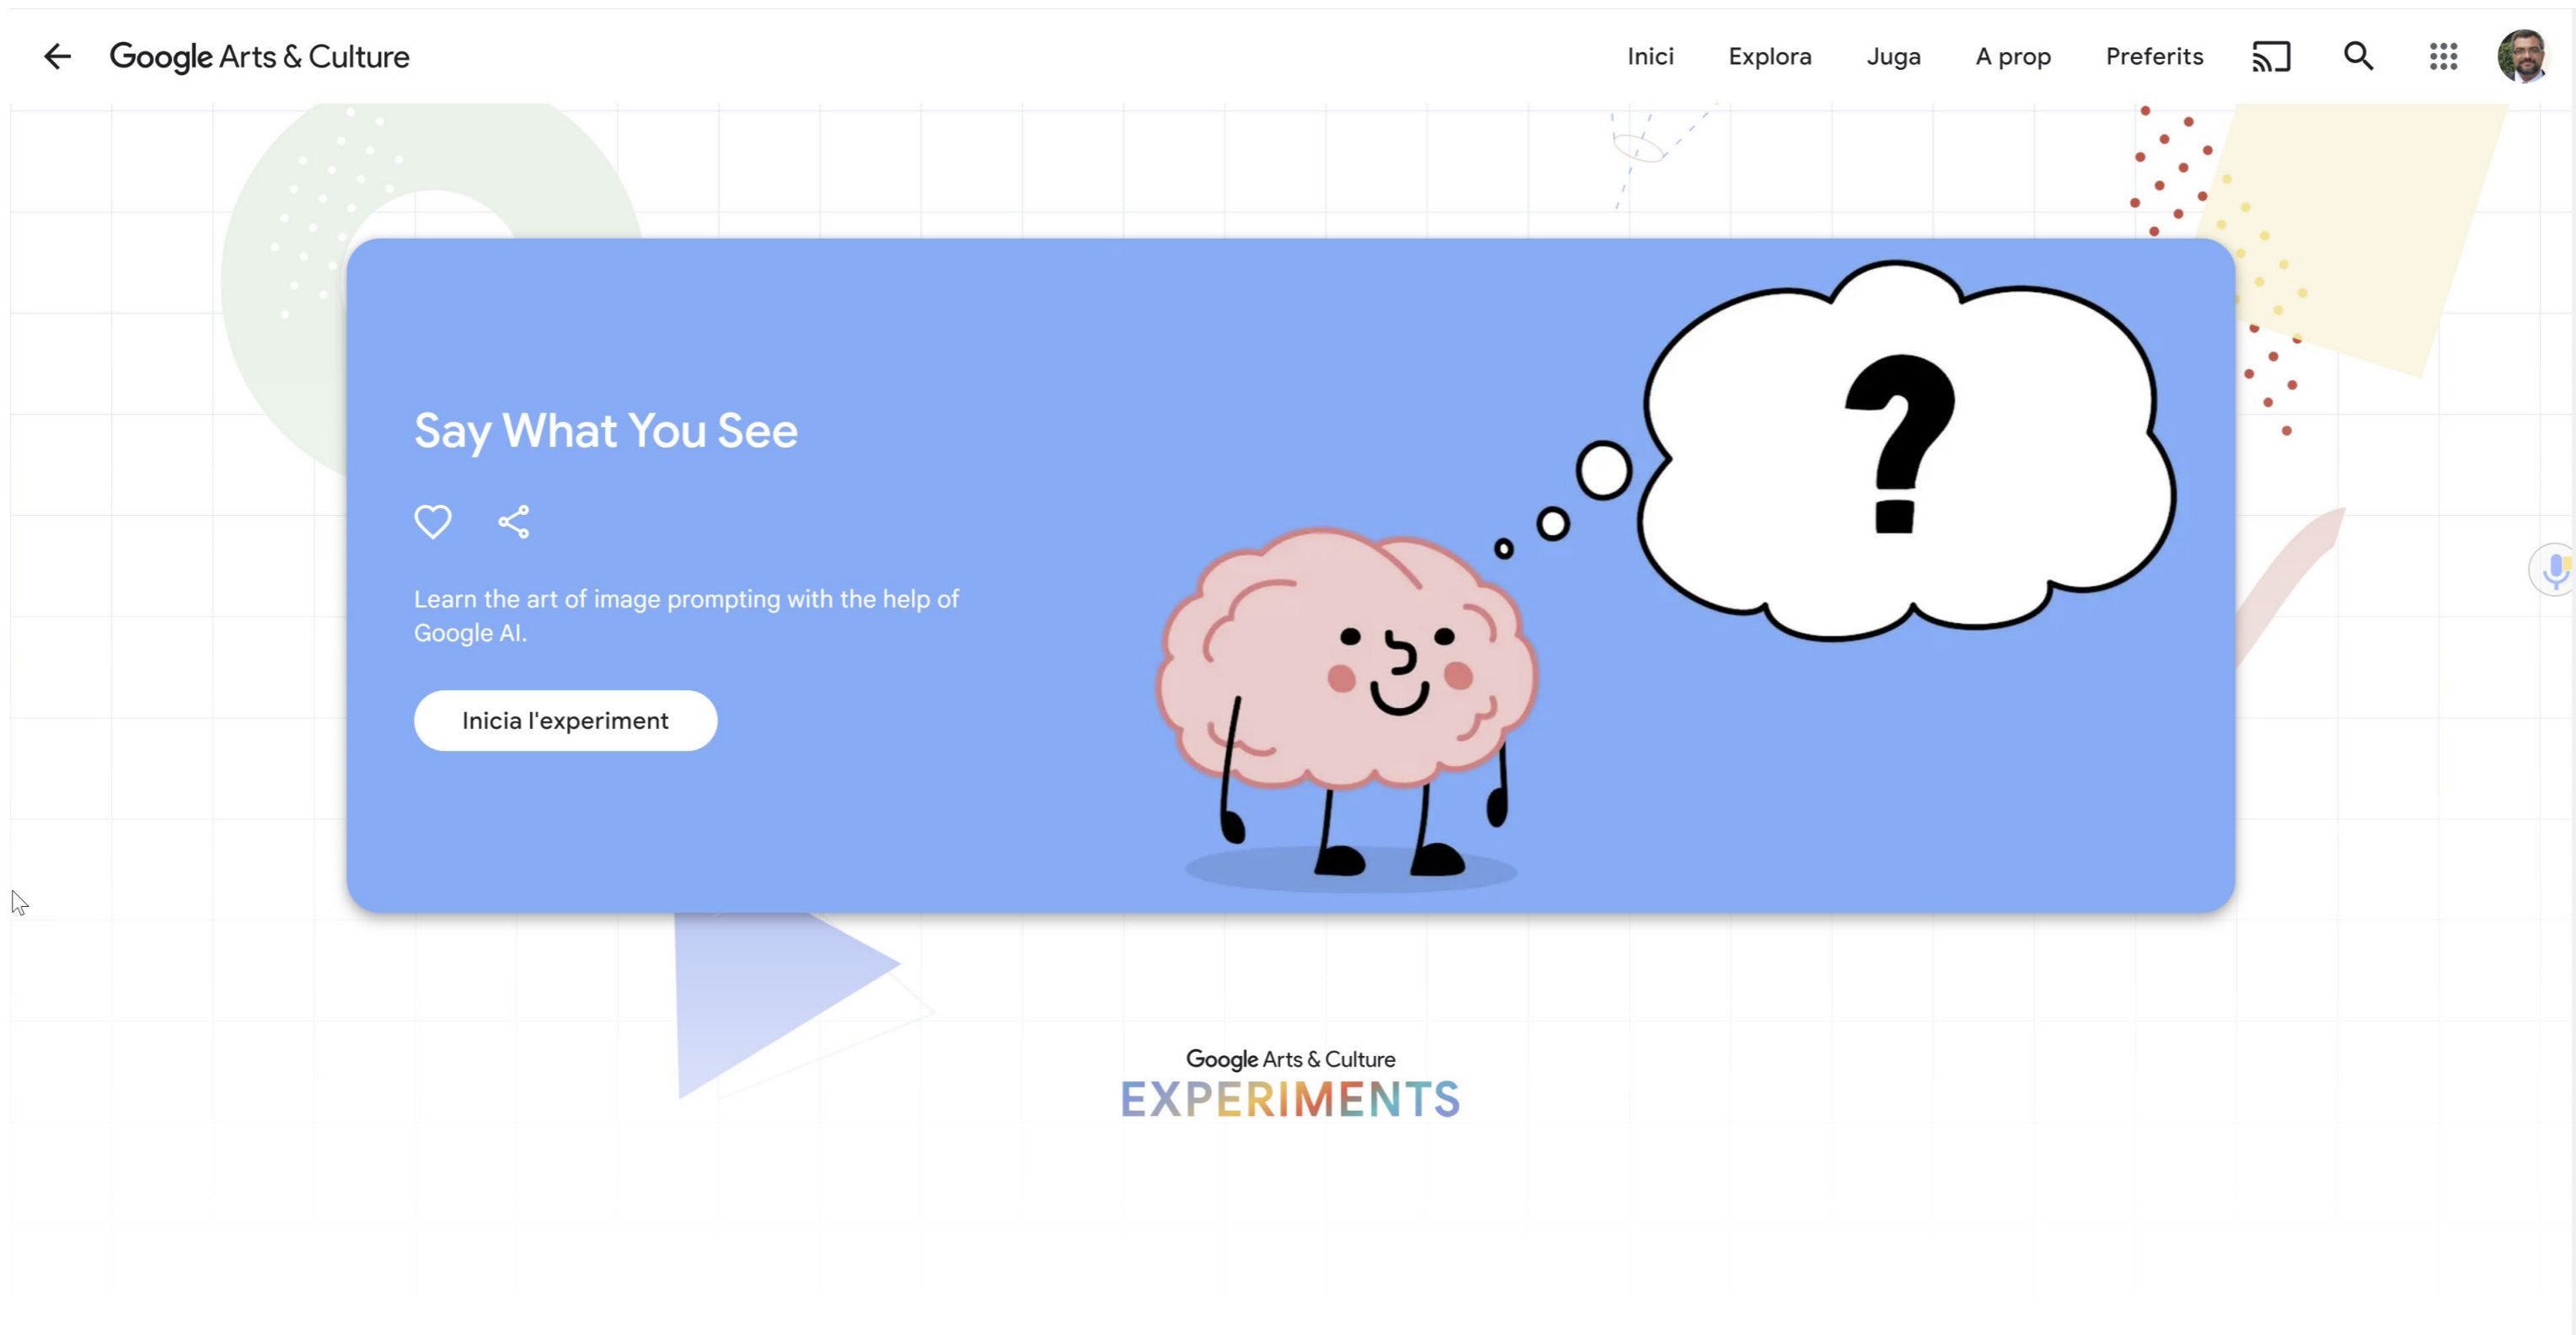 Google Arts & Culture
Inici Explora Juga A prop Preferits
Say What You See
Learn the art of image prompting with the help of
Google AI.
Inicia l'experiment
?
Google Arts & Culture
EXPERIMENTS